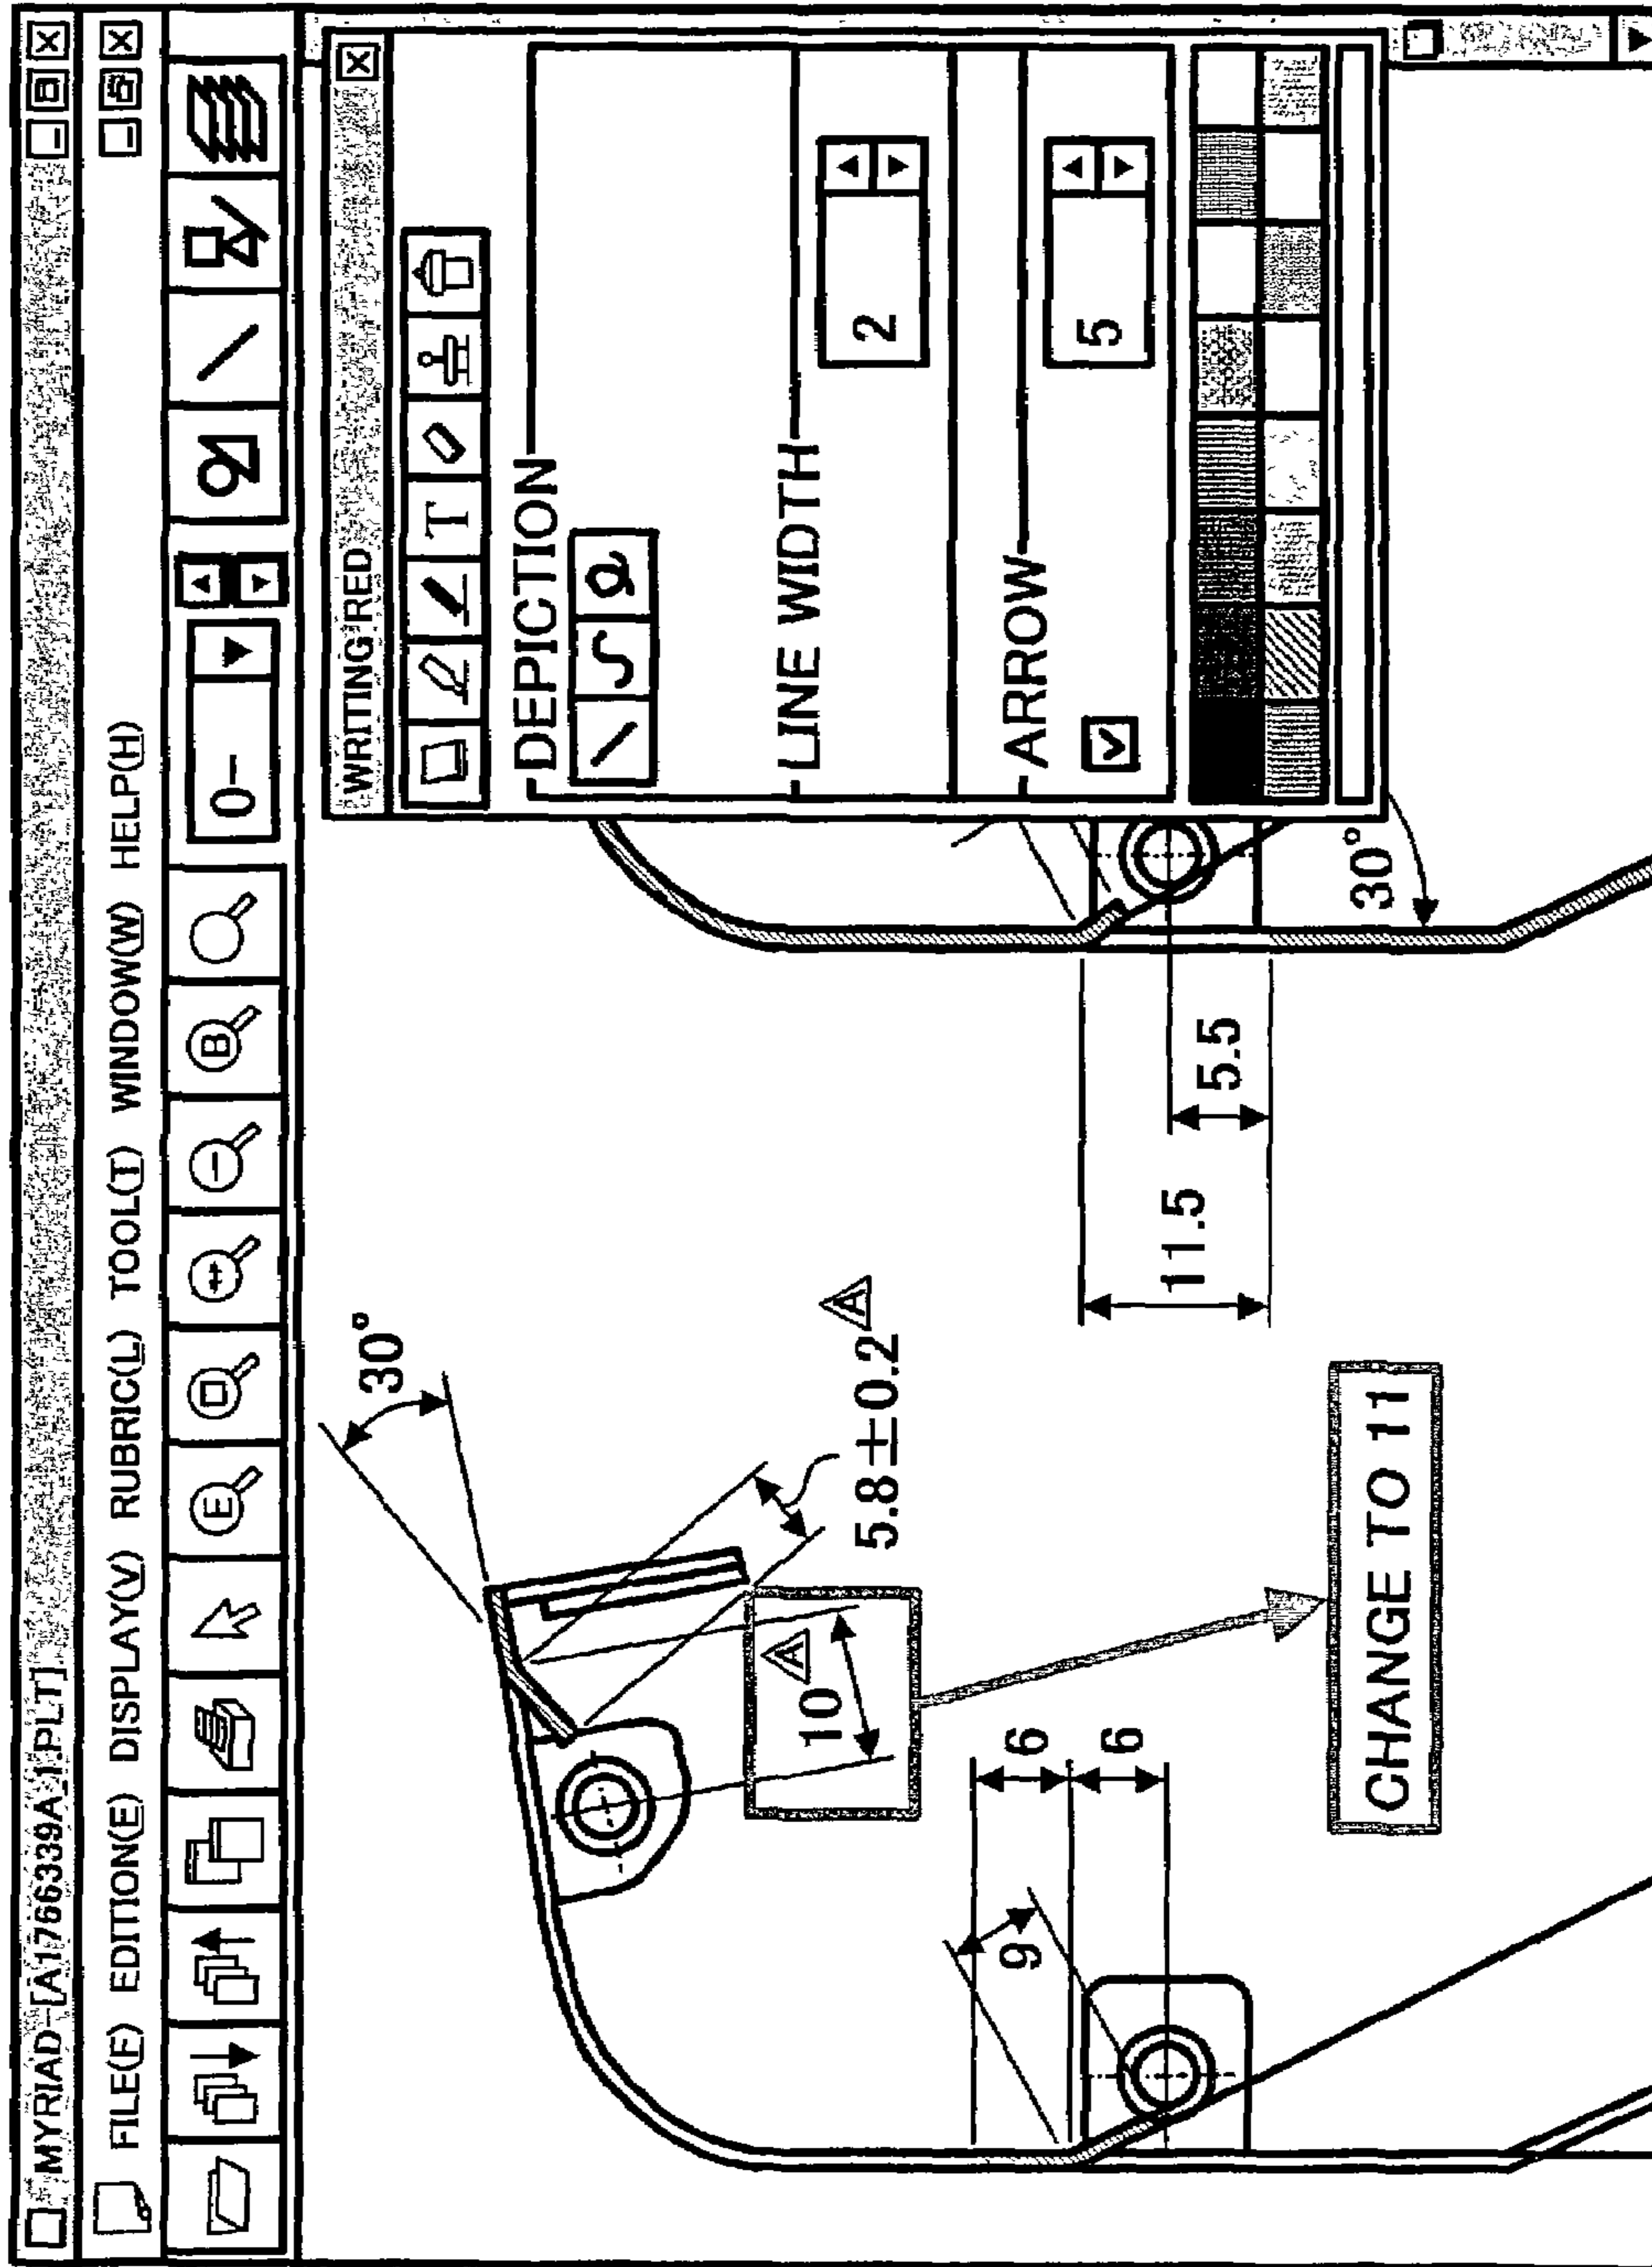 MYRIAD-[A1766339A_1.PLT]
FILE(F) EDITION(E) DISPLAY(V) RUBRIC(L) TOOL(T) WINDOW(W) HELP(H)
E
B
0-
WRITING RED
T
DEPICTION
LINE WIDTH
2
ARROW
5
30°
5.8±0.2 A
10 A
6
6
9
CHANGE TO 11
11.5
5.5
30°